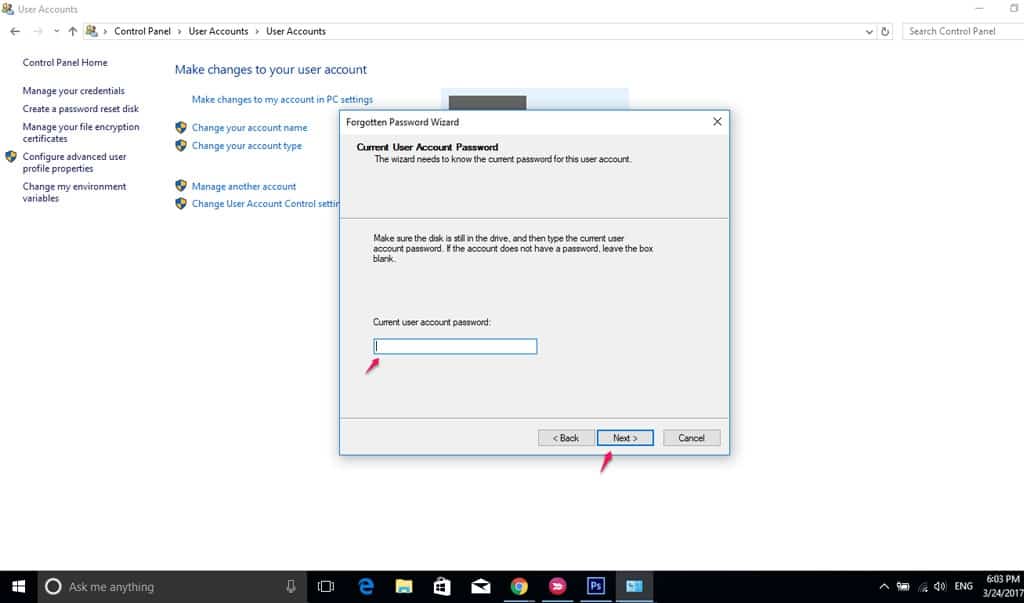 User Accounts
Control Panel > User Accounts > User Accounts
Search Control Panel
Control Panel Home
Manage your credentials
Create a password reset disk
Manage your file encryption
certificates
Configure advanced user
profile properties
Change my environment
variables
Make changes to your user account
Make changes to my account in PC settings
Change your account name
Change your account type
Manage another account
Change User Account Control settin
Forgotten Password Wizard
Current User Account Password
The wizard needs to know the current password for this user account.
Make sure the disk is still in the drive, and then type the current user
account password. If the account does not have a password, leave the box
blank.
Current user account password:
< Back
Next >
Cancel
Ask me anything
Ps
ENG
6:03 PM
3/24/2017